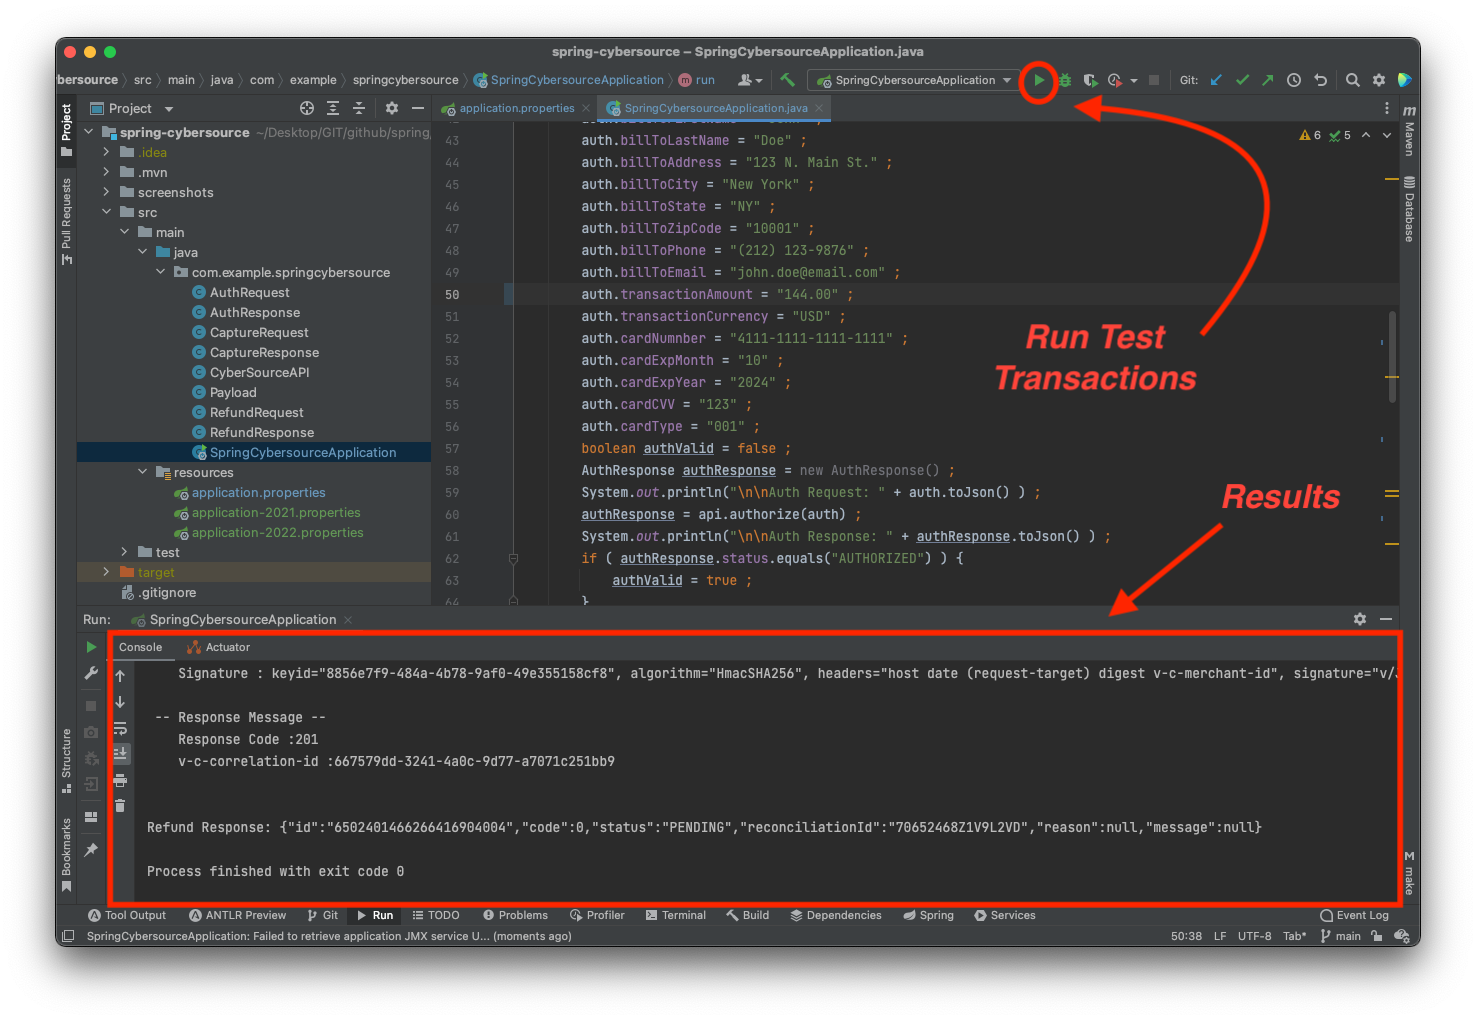 spring-cybersource – SpringCybersourceApplication.java
bersource src main java com example springcybersource SpringCybersourceApplication run SpringCybersourceApplication Git:
Project
application.properties SpringCybersourceApplication.java
spring-cybersource ~/Desktop/GIT/github/spring_
.idea
.mvn
screenshots
src
main
java
com.example.springcybersource
AuthRequest
AuthResponse
CaptureRequest
CaptureResponse
CyberSourceAPI
Payload
RefundRequest
RefundResponse
SpringCybersourceApplication
resources
application.properties
application-2021.properties
application-2022.properties
test
target
.gitignore
Project
Pull Requests
Structure
Bookmarks
6 5
43 auth.billToLastName = "Doe" ;
44 auth.billToAddress = "123 N. Main St." ;
45 auth.billToCity = "New York" ;
46 auth.billToState = "NY" ;
47 auth.billToZipCode = "10001" ;
48 auth.billToPhone = "(212) 123-9876" ;
49 auth.billToEmail = "john.doe@email.com" ;
50 auth.transactionAmount = "144.00" ;
51 auth.transactionCurrency = "USD" ;
52 auth.cardNumnber = "4111-1111-1111-1111" ;
53 auth.cardExpMonth = "10" ;
54 auth.cardExpYear = "2024" ;
55 auth.cardCVV = "123" ;
56 auth.cardType = "001" ;
57 boolean authValid = false ;
58 AuthResponse authResponse = new AuthResponse() ;
59 System.out.println("\n\nAuth Request: " + auth.toJson() ) ;
60 authResponse = api.authorize(auth) ;
61 System.out.println("\n\nAuth Response: " + authResponse.toJson() ) ;
62 if ( authResponse.status.equals("AUTHORIZED") ) {
63 authValid = true ;
64 }
Run Test
Transactions
Results
Maven
Database
make
Run: SpringCybersourceApplication
Console Actuator
Signature : keyid="8856e7f9-484a-4b78-9af0-49e355158cf8", algorithm="HmacSHA256", headers="host date (request-target) digest v-c-merchant-id", signature="v/
-- Response Message --
Response Code :201
v-c-correlation-id :667579dd-3241-4a0c-9d77-a7071c251bb9
Refund Response: {"id":"6502401466266416904004","code":0,"status":"PENDING","reconciliationId":"70652468Z1V9L2VD","reason":null,"message":null}
Process finished with exit code 0
Tool Output ANTLR Preview Git Run TODO Problems Profiler Terminal Build Dependencies Spring Services Event Log
SpringCybersourceApplication: Failed to retrieve application JMX service U... (moments ago) 50:38 LF UTF-8 Tab* main